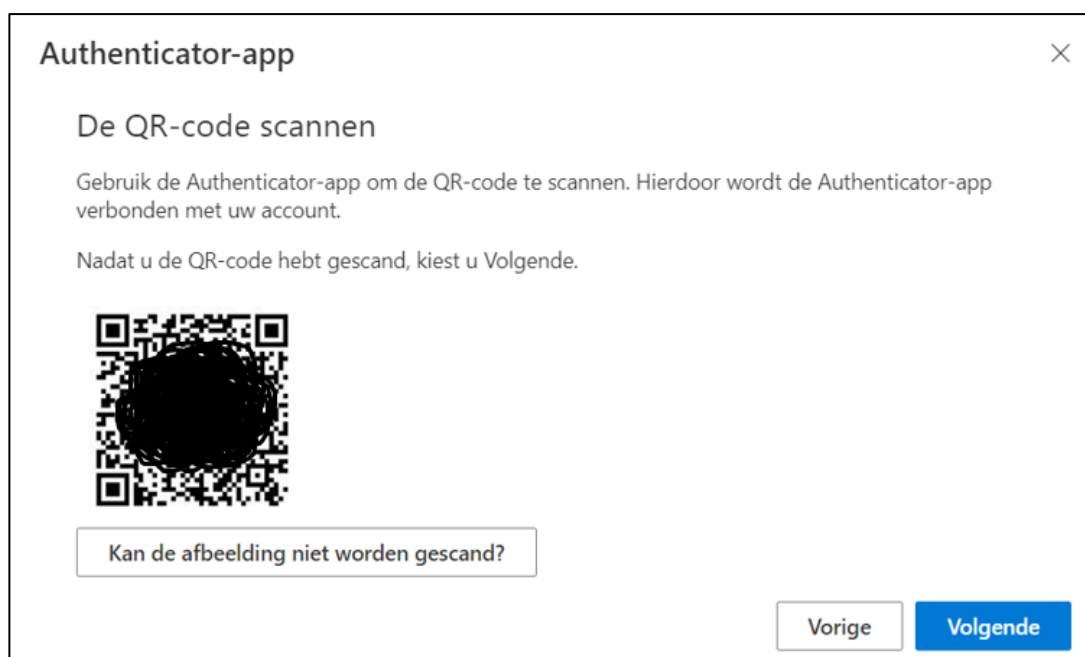 Authenticator-app
De QR-code scannen
Gebruik de Authenticator-app om de QR-code te scannen. Hierdoor wordt de Authenticator-app
verbonden met uw account.
Nadat u de QR-code hebt gescand, kiest u Volgende.
Kan de afbeelding niet worden gescand?
Vorige
Volgende